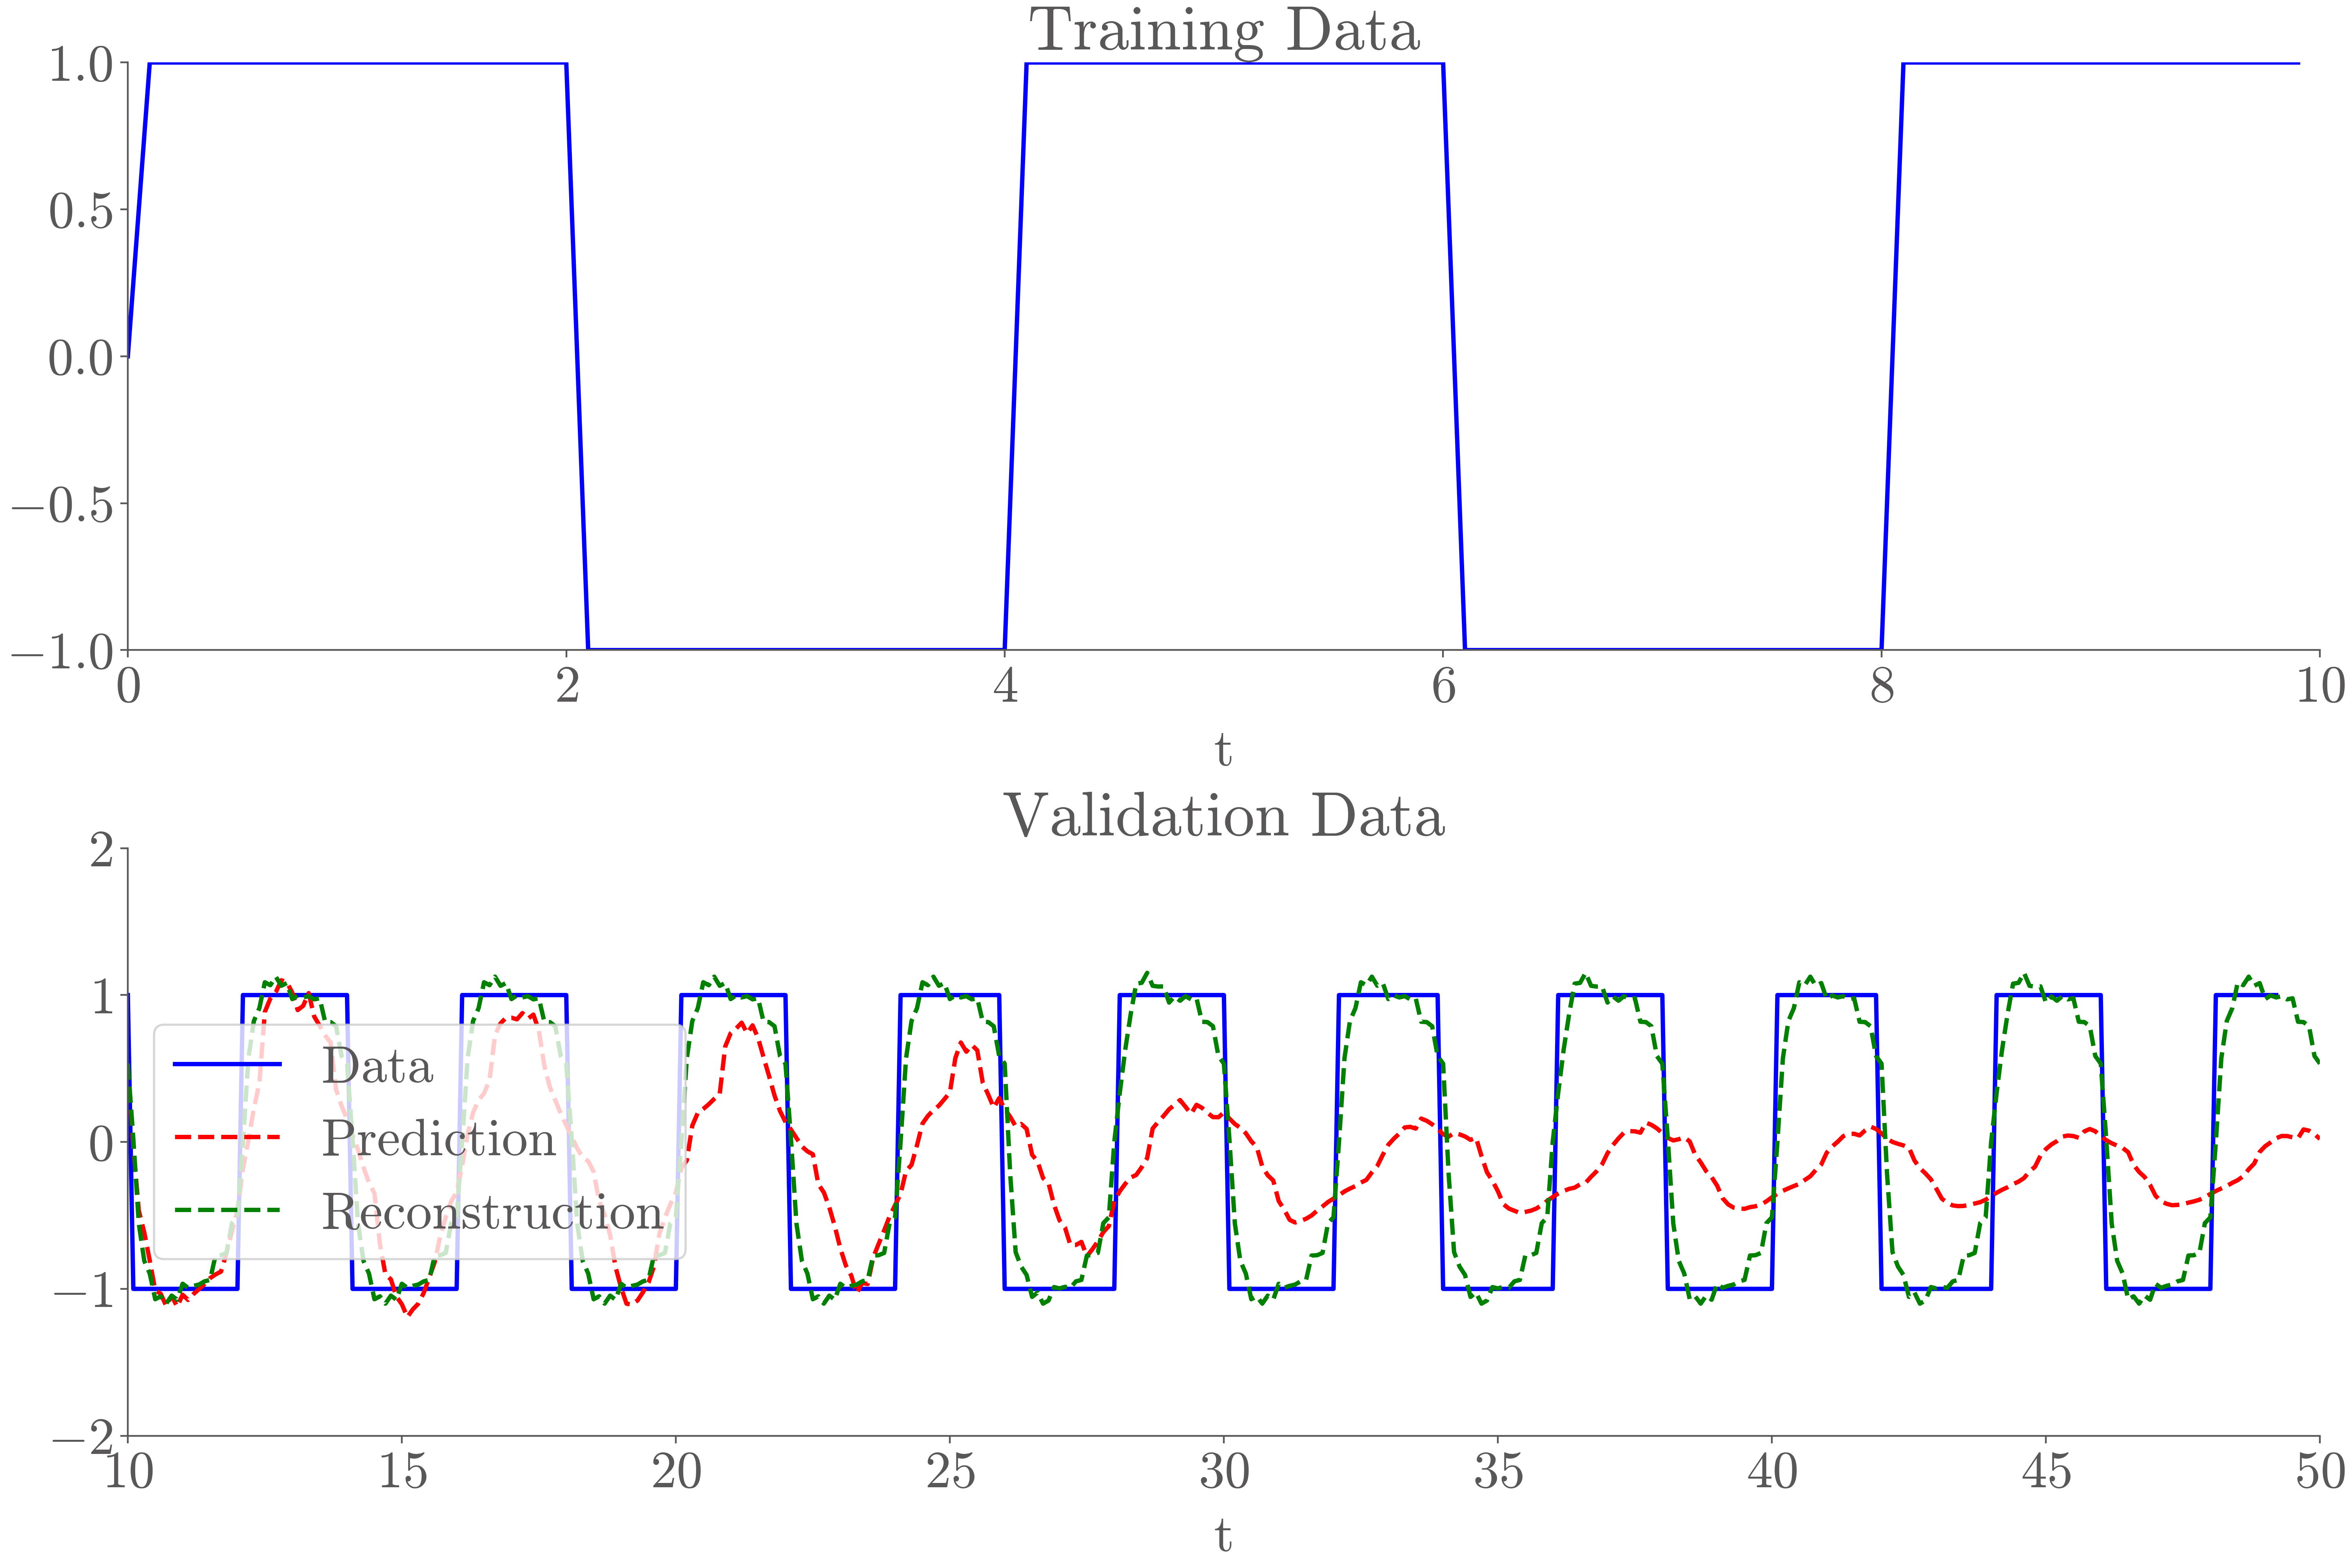 Training Data
1.0
0.5
0.0
−0.5
−1.0
0 2 4 6 8 10
t
Validation Data
2
1
0
−1
−2
Data
Prediction
Reconstruction
10 15 20 25 30 35 40 45 50
t